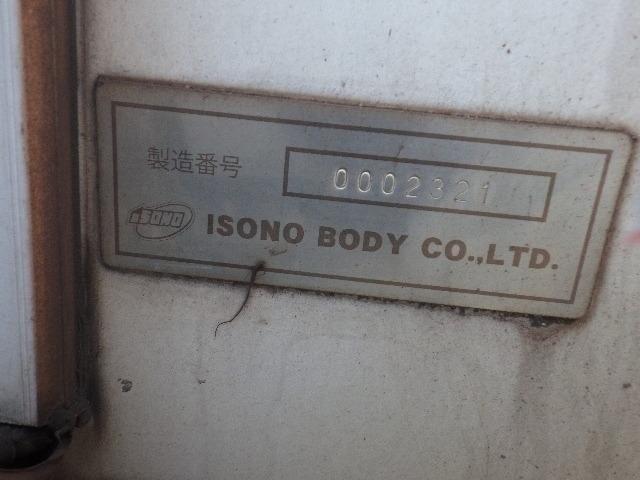 製造番号 0002321
ISONO ISONO BODY CO.,LTD.